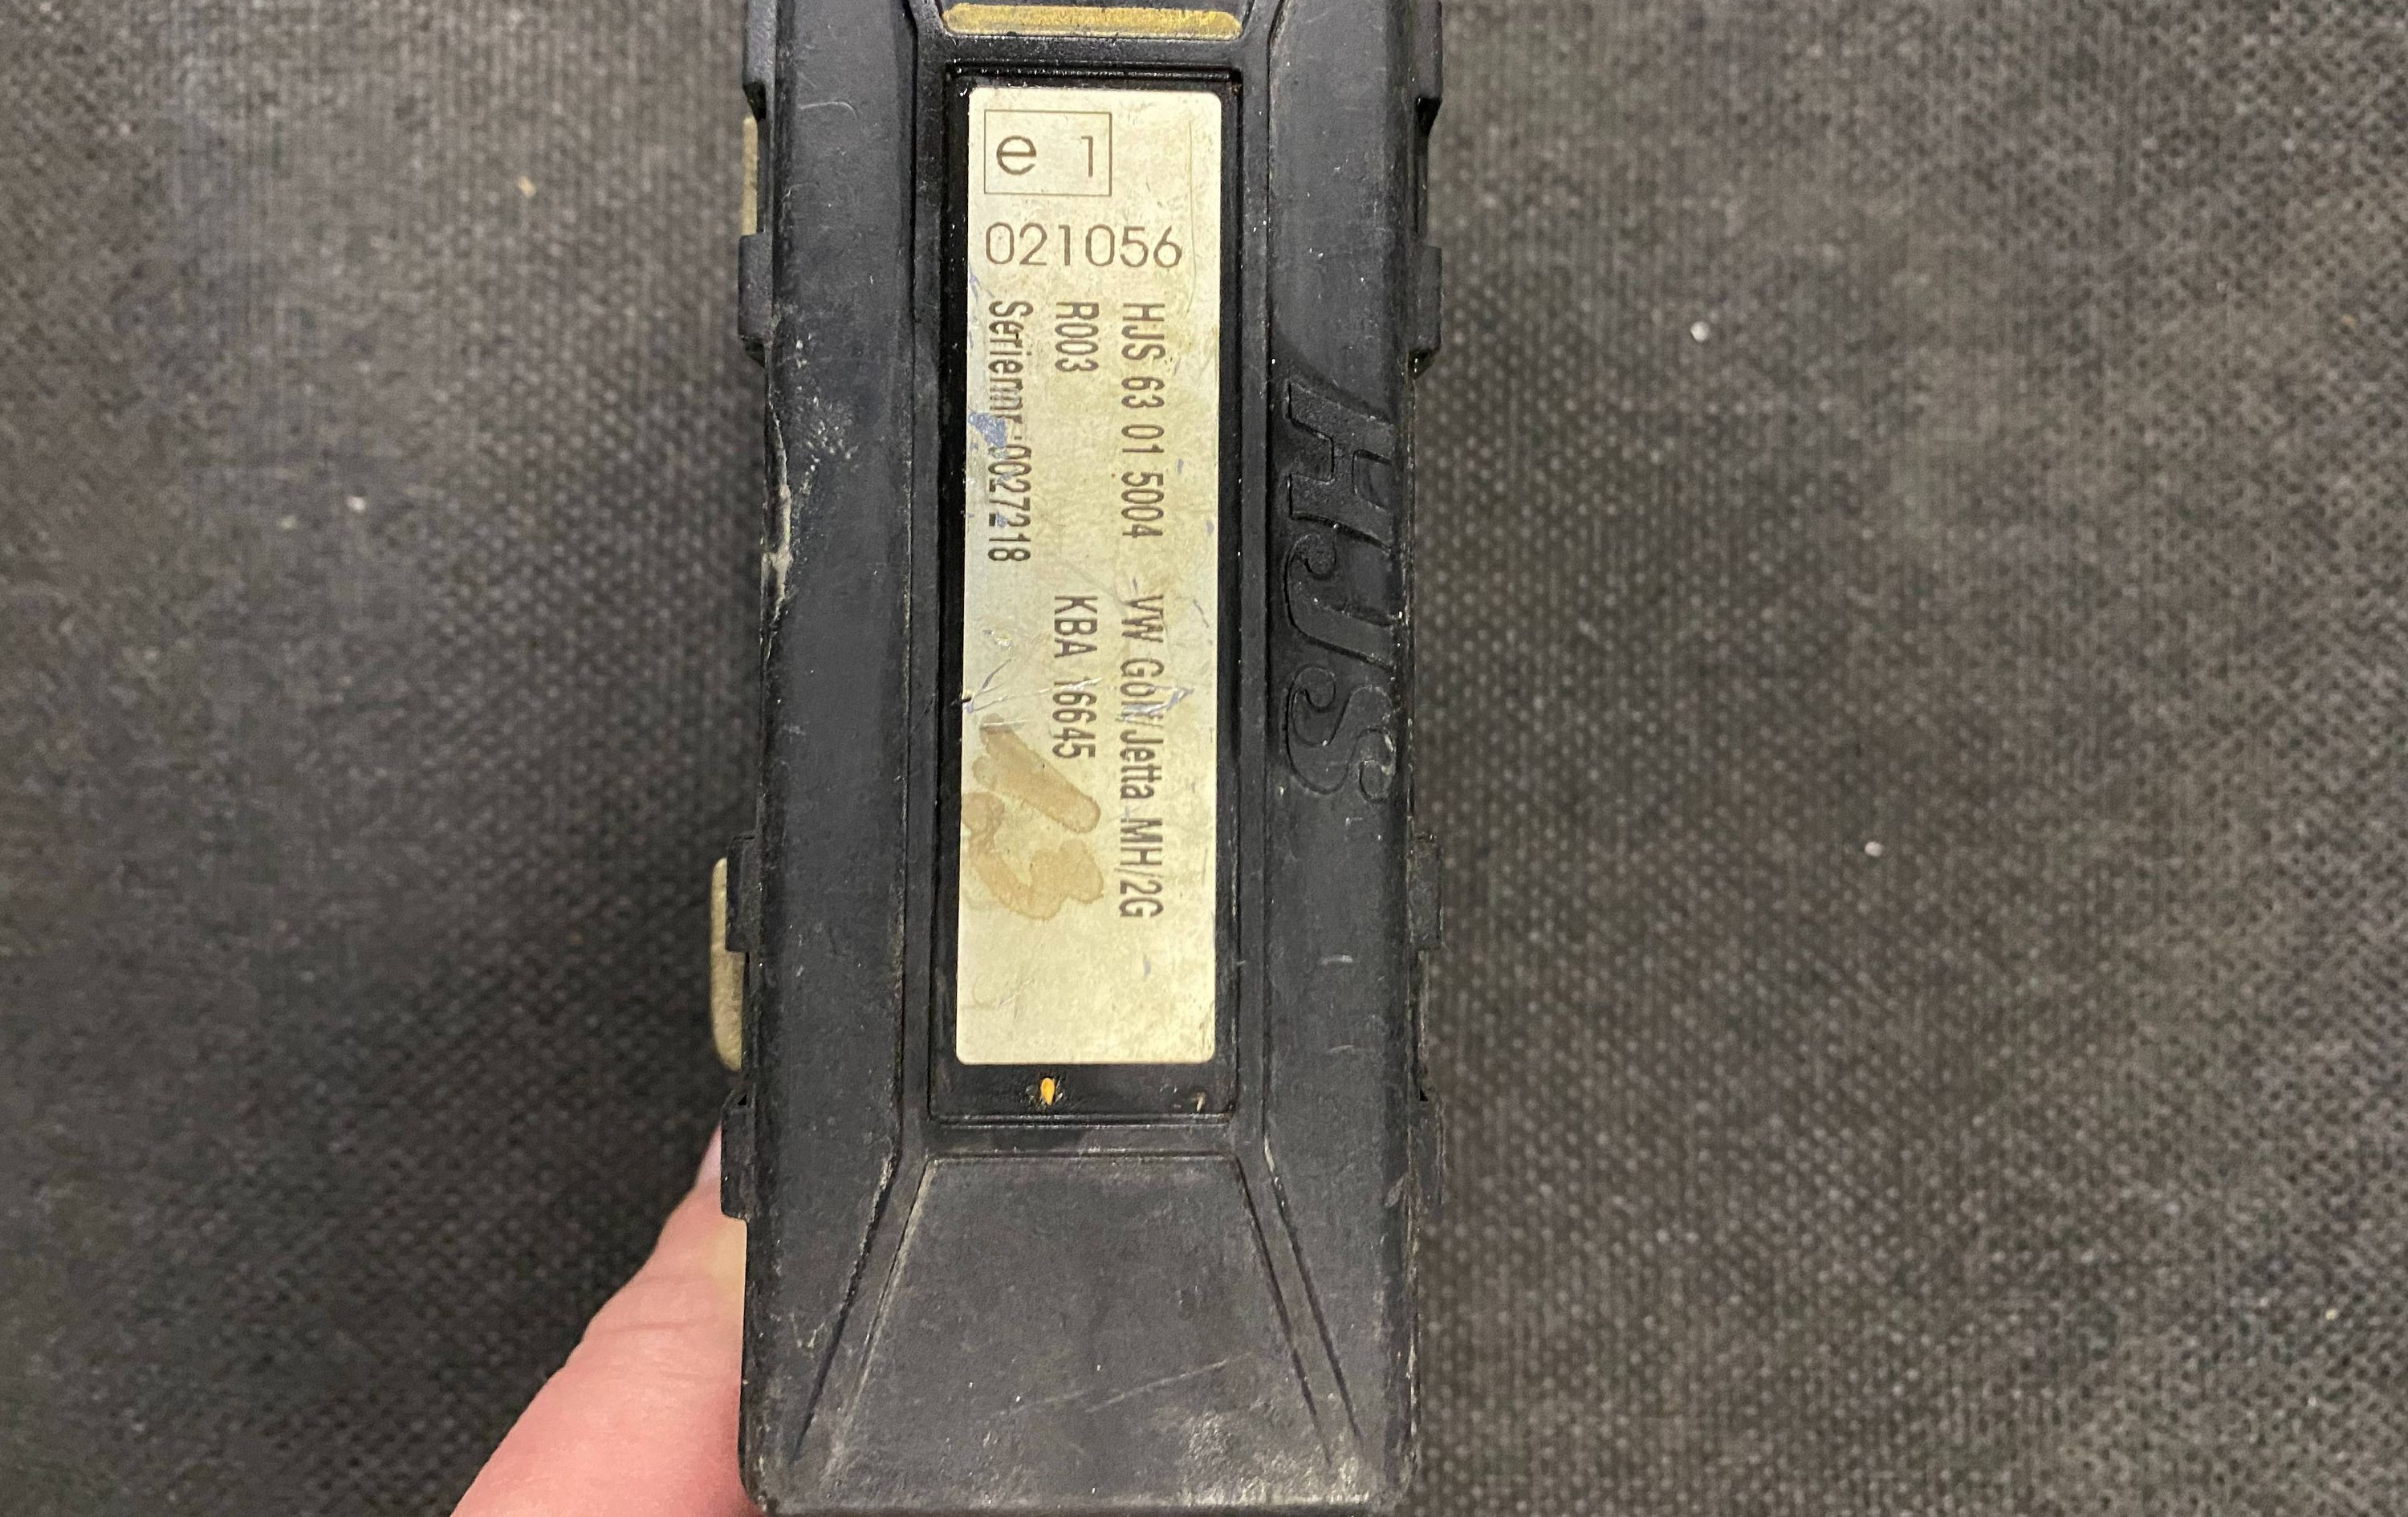 e 1
021056
HJS 63 01 5004 VW Golf/Jetta MH/2G
R003 KBA 16645
Seriennr.0027218
HJS